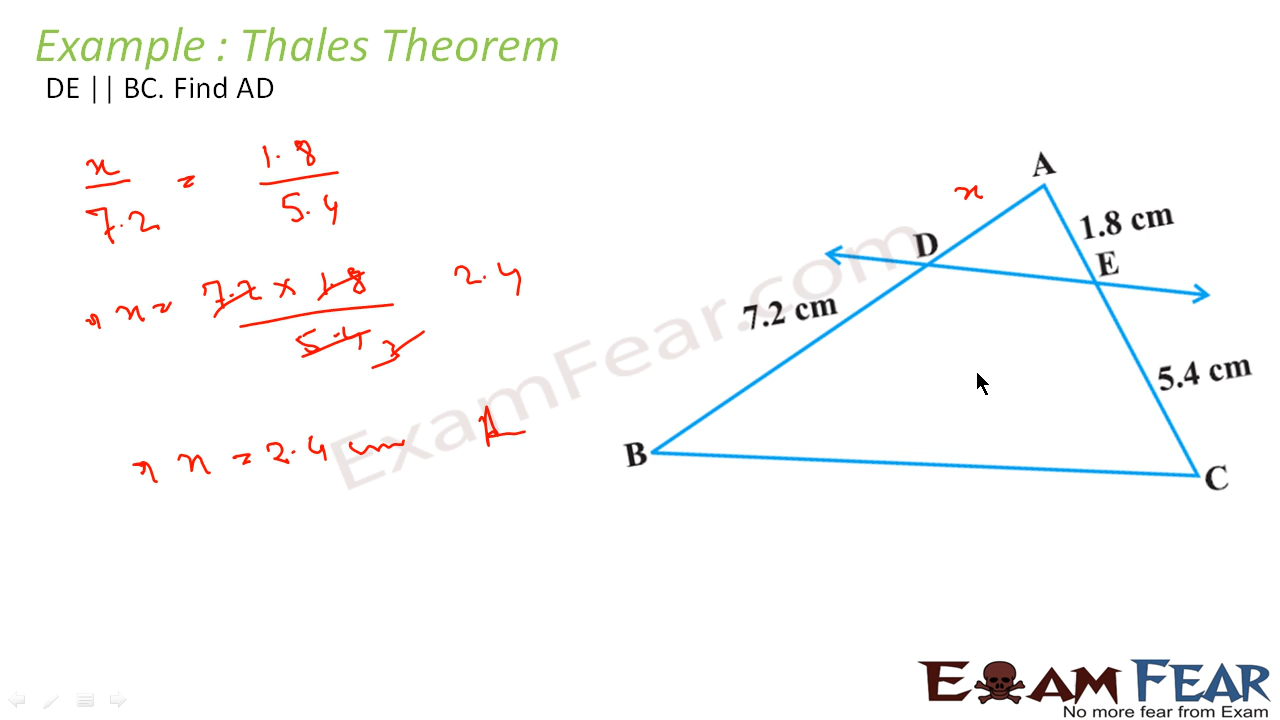 Example : Thales Theorem
DE || BC. Find AD
x/7.2 = 1.8/5.4
⇒ x = 7.2 × 1.8 / 5.4 3 2.4
⇒ x = 2.4 cm
A
x
1.8 cm
D
E
7.2 cm
5.4 cm
B
C
ExamFear.com
EXAM FEAR
No more fear from Exam